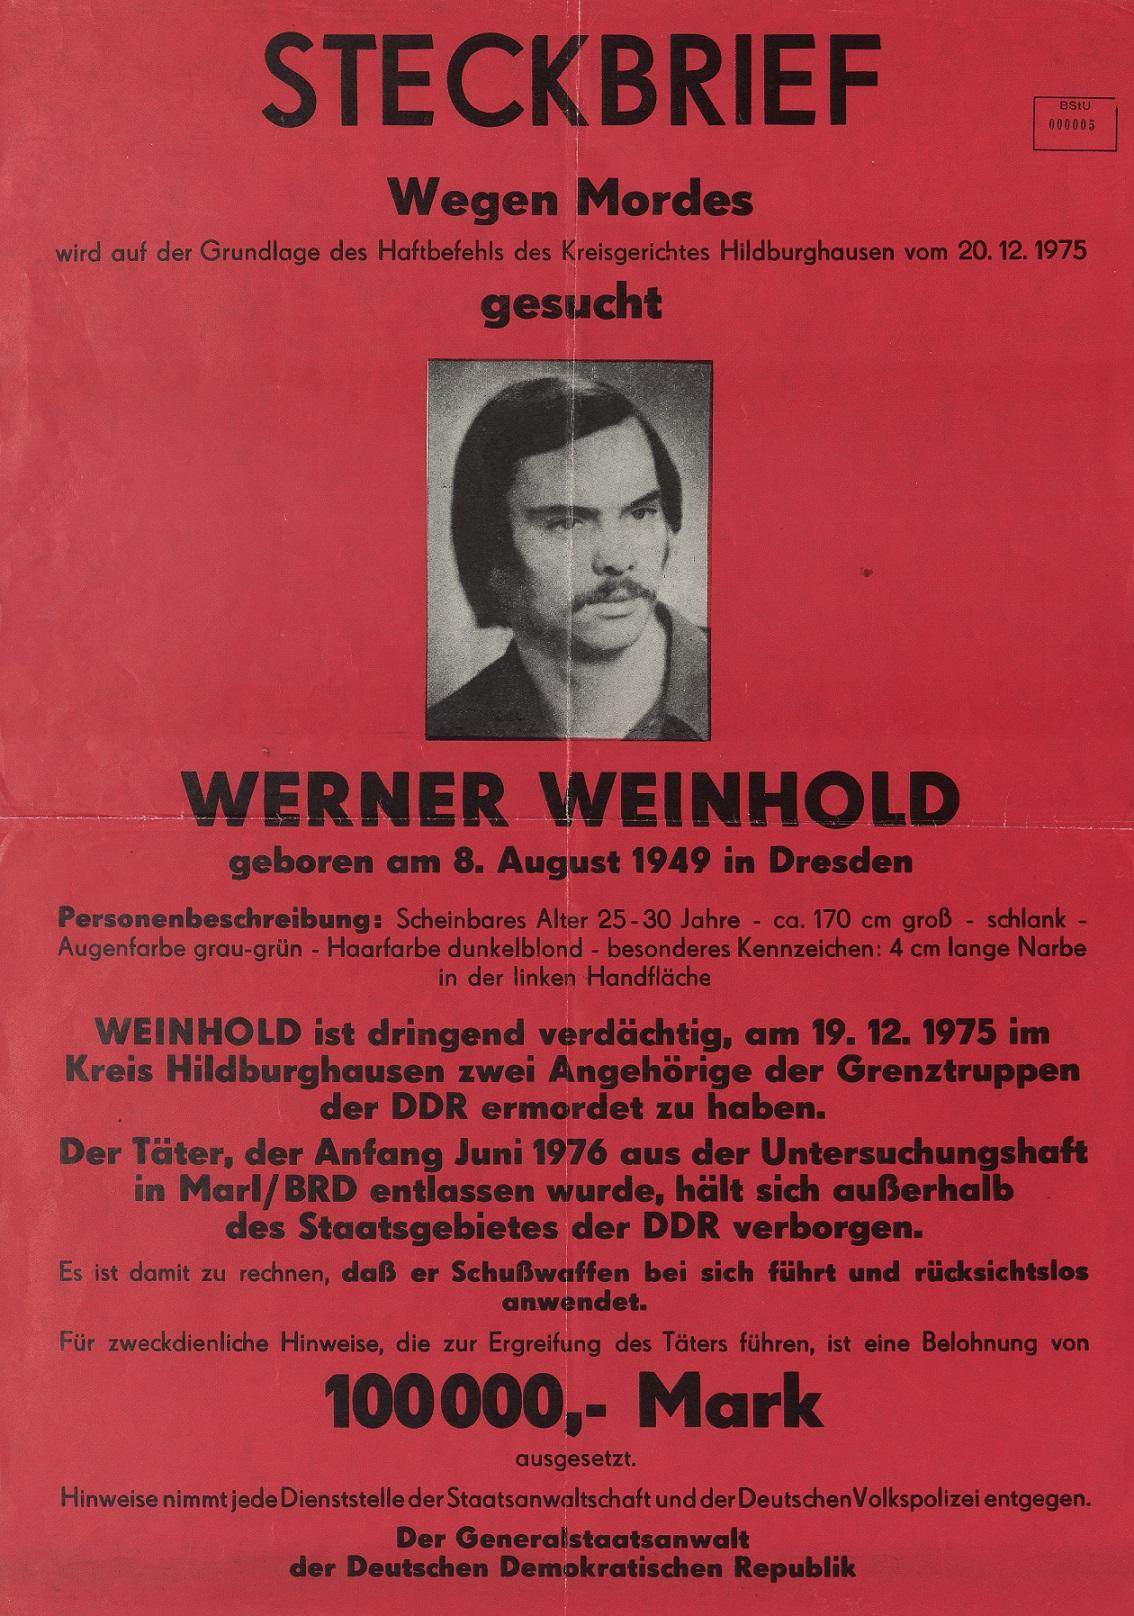 STECKBRIEF
BStU
000005
Wegen Mordes
wird auf der Grundlage des Haftbefehls des Kreisgerichtes Hildburghausen vom 20. 12. 1975
gesucht
WERNER WEINHOLD
geboren am 8. August 1949 in Dresden
Personenbeschreibung: Scheinbares Alter 25-30 Jahre - ca. 170 cm groß - schlank -
Augenfarbe grau-grün - Haarfarbe dunkelblond - besonderes Kennzeichen: 4 cm lange Narbe
in der linken Handfläche
WEINHOLD ist dringend verdächtig, am 19. 12. 1975 im
Kreis Hildburghausen zwei Angehörige der Grenztruppen
der DDR ermordet zu haben.
Der Täter, der Anfang Juni 1976 aus der Untersuchungshaft
in Marl/BRD entlassen wurde, hält sich außerhalb
des Staatsgebietes der DDR verborgen.
Es ist damit zu rechnen, daß er Schußwaffen bei sich führt und rücksichtslos
anwendet.
Für zweckdienliche Hinweise, die zur Ergreifung des Täters führen, ist eine Belohnung von
100 000,- Mark
ausgesetzt.
Hinweise nimmt jede Dienststelle der Staatsanwaltschaft und der Deutschen Volkspolizei entgegen.
Der Generalstaatsanwalt
der Deutschen Demokratischen Republik